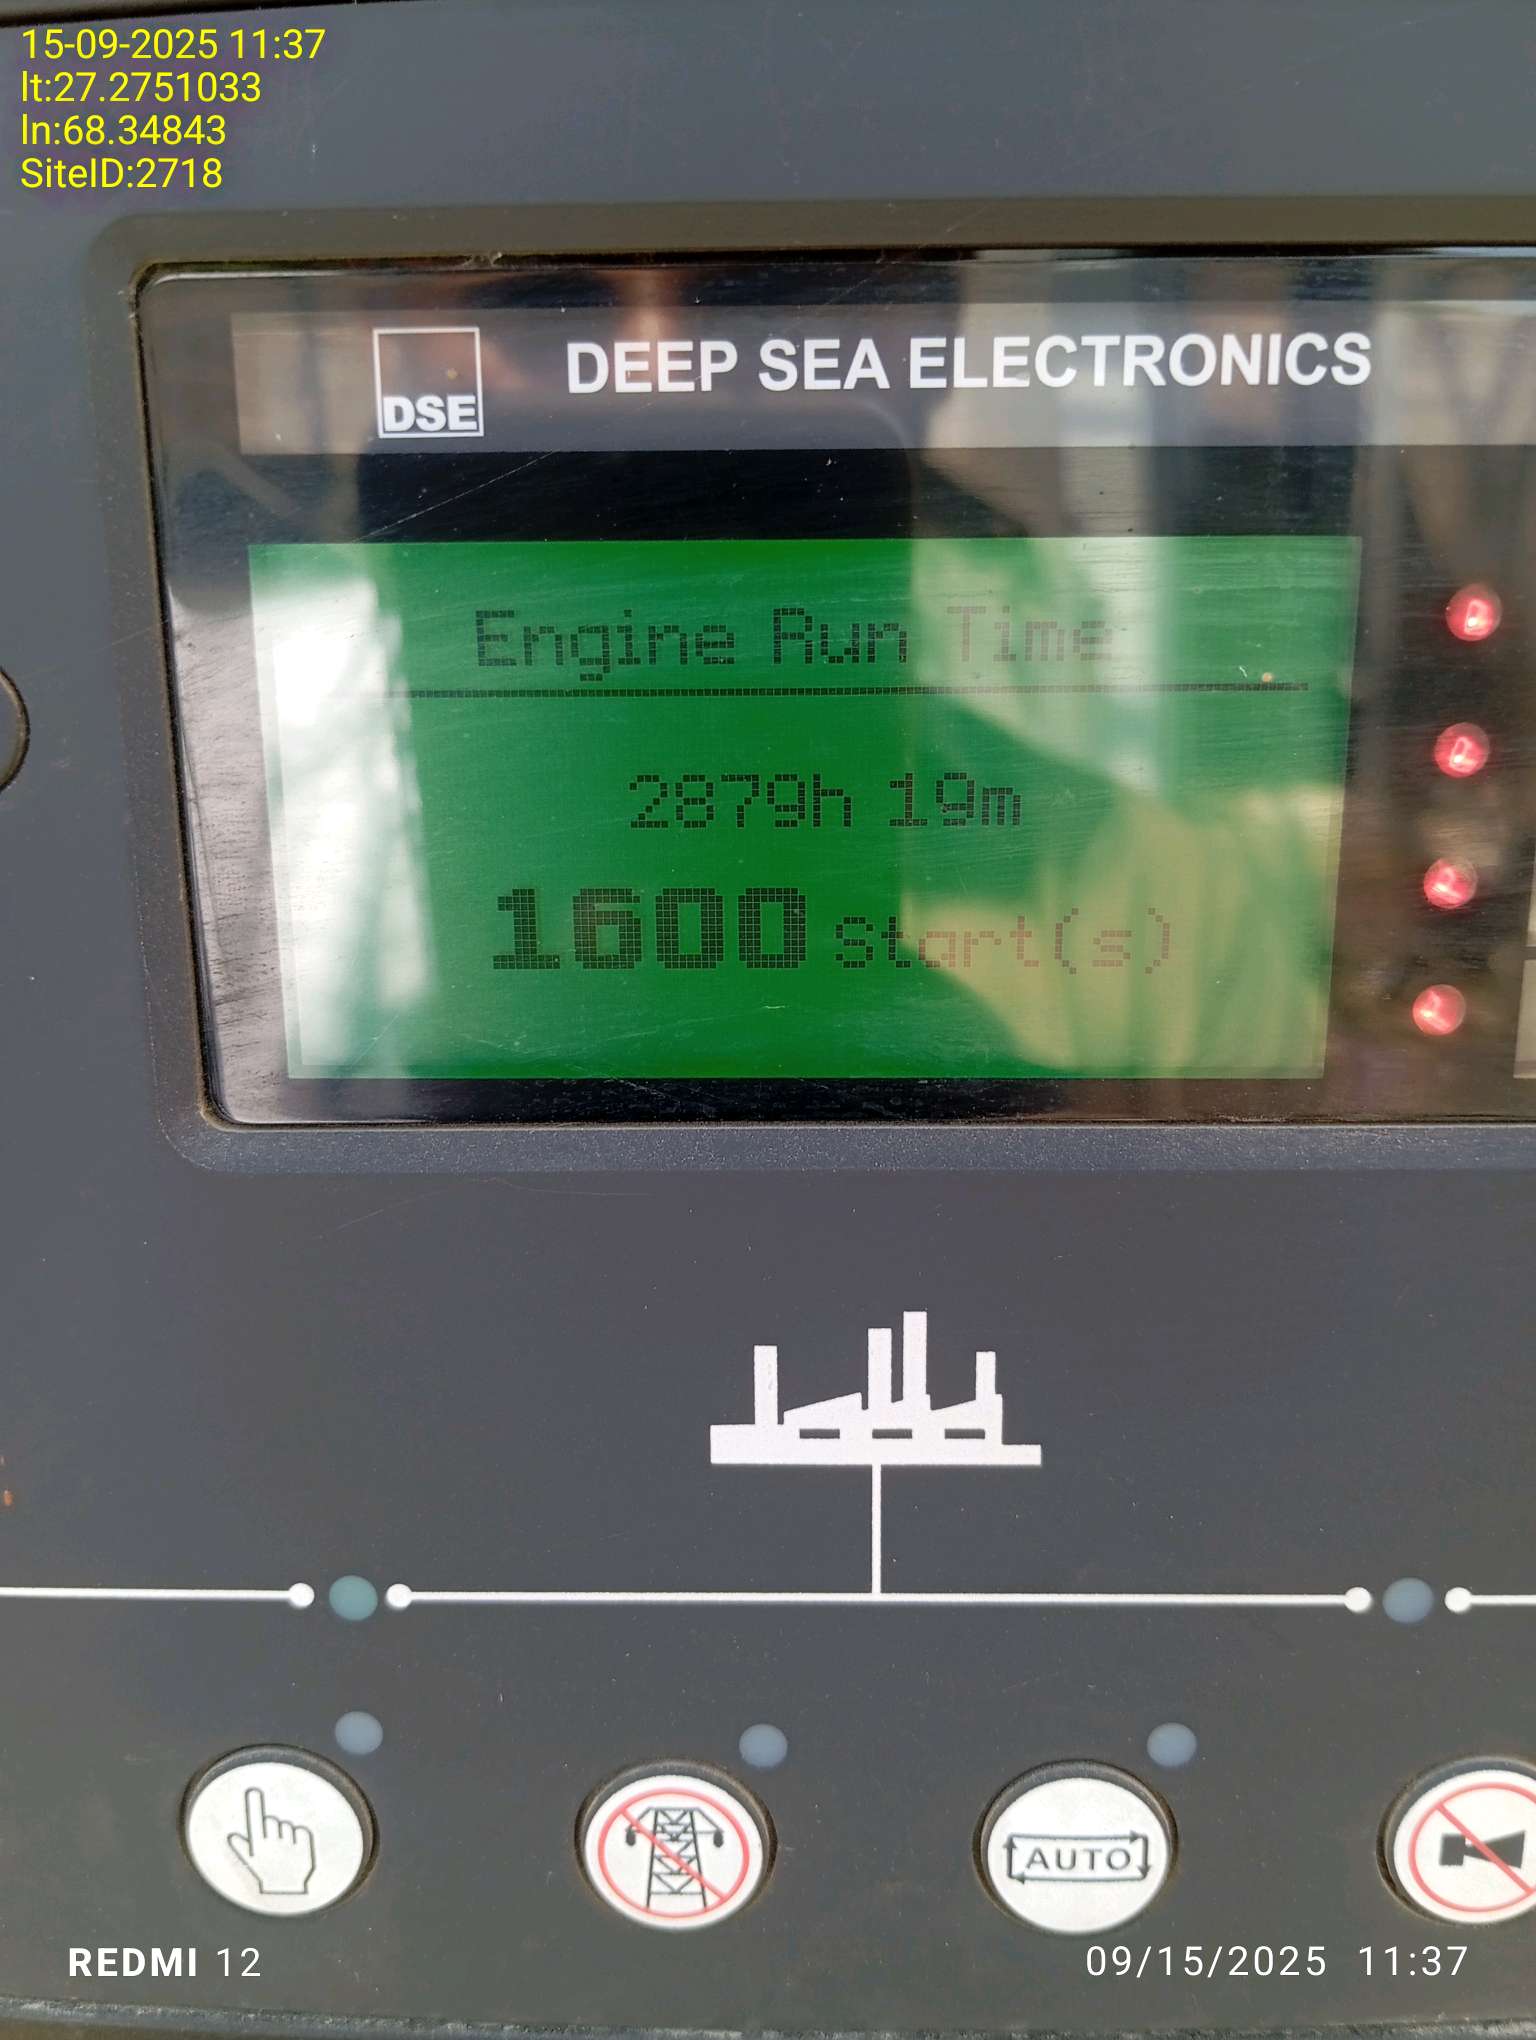 15-09-2025 11:37
lt:27.2751033
ln:68.34843
SiteID:2718
DSE
DEEP SEA ELECTRONICS
Engine Run Time
2879h 19m
1600 start(s)
AUTO
REDMI 12
09/15/2025 11:37